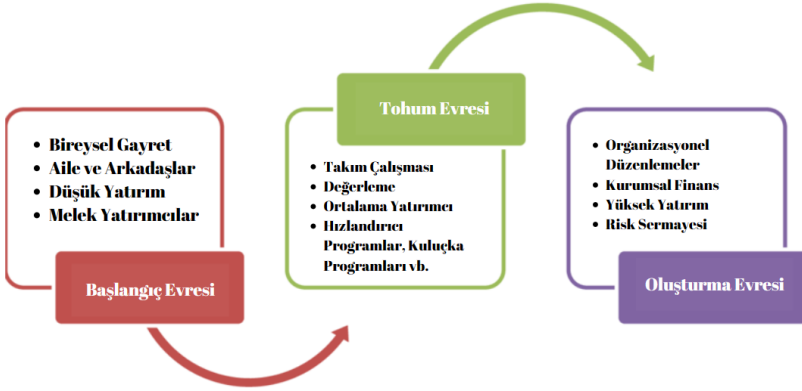 • Bireysel Gayret
• Aile ve Arkadaşlar
• Düşük Yatırım
• Melek Yatırımcılar
Başlangıç Evresi
Tohum Evresi
• Takım Çalışması
• Değerleme
• Ortalama Yatırımcı
• Hızlandırıcı
Programlar, Kuluçka
Programları vb.
• Organizasyonel
Düzenlemeler
• Kurumsal Finans
• Yüksek Yatırım
• Risk Sermayesi
Oluşturma Evresi